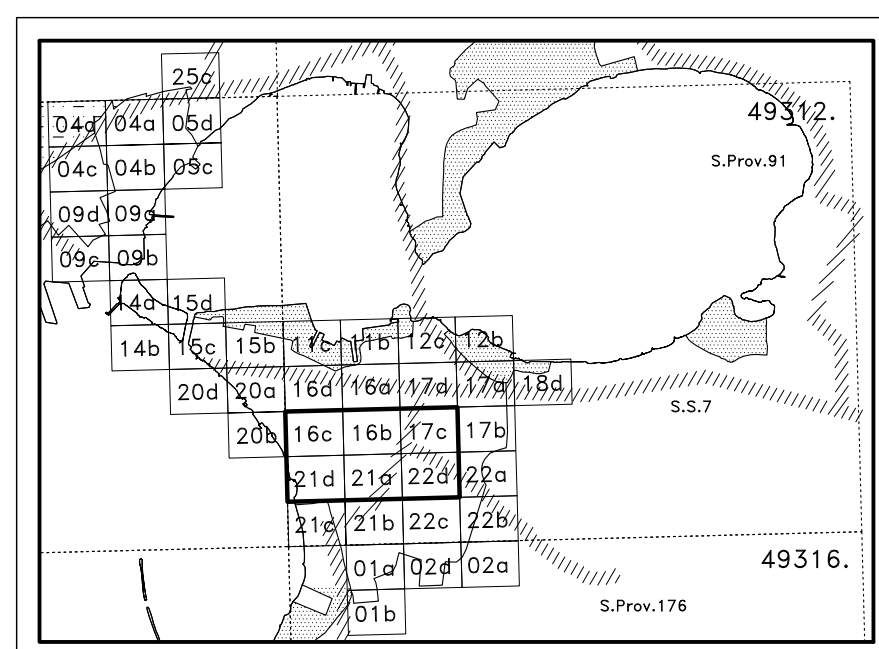 25c
04d 04a 05d
49312.
04c 04b 05c
S.Prov.91
09d 09a
09c 09b
14a 15d
14b 15c 15b 11c 11b 12c 12b
20d 20a 16d 16a 17d 17a 18d
S.S.7
20b 16c 16b 17c 17b
21d 21a 22d 22a
21c 21b 22c 22b
49316.
01a 02d 02a
S.Prov.176
01b